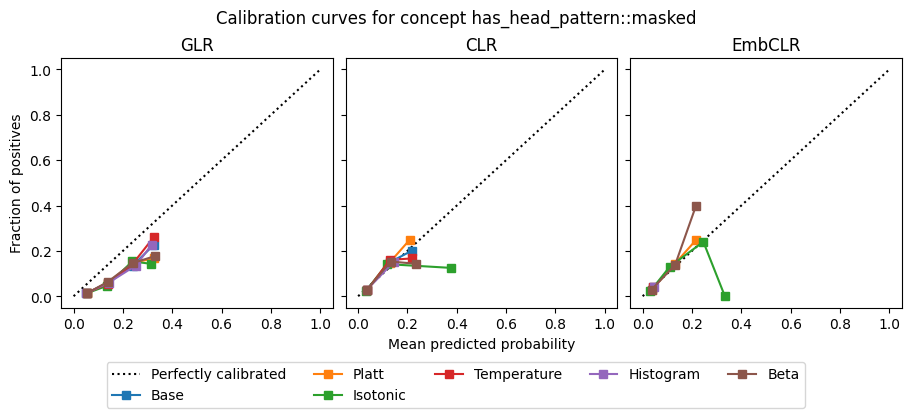 Calibration curves for concept has_head_pattern::masked
GLR
CLR
EmbCLR
Fraction of positives
1.0
0.8
0.6
0.4
0.2
0.0
0.0 0.2 0.4 0.6 0.8 1.0
0.0 0.2 0.4 0.6 0.8 1.0
0.0 0.2 0.4 0.6 0.8 1.0
Mean predicted probability
Perfectly calibrated
Base
Platt
Isotonic
Temperature
Histogram
Beta